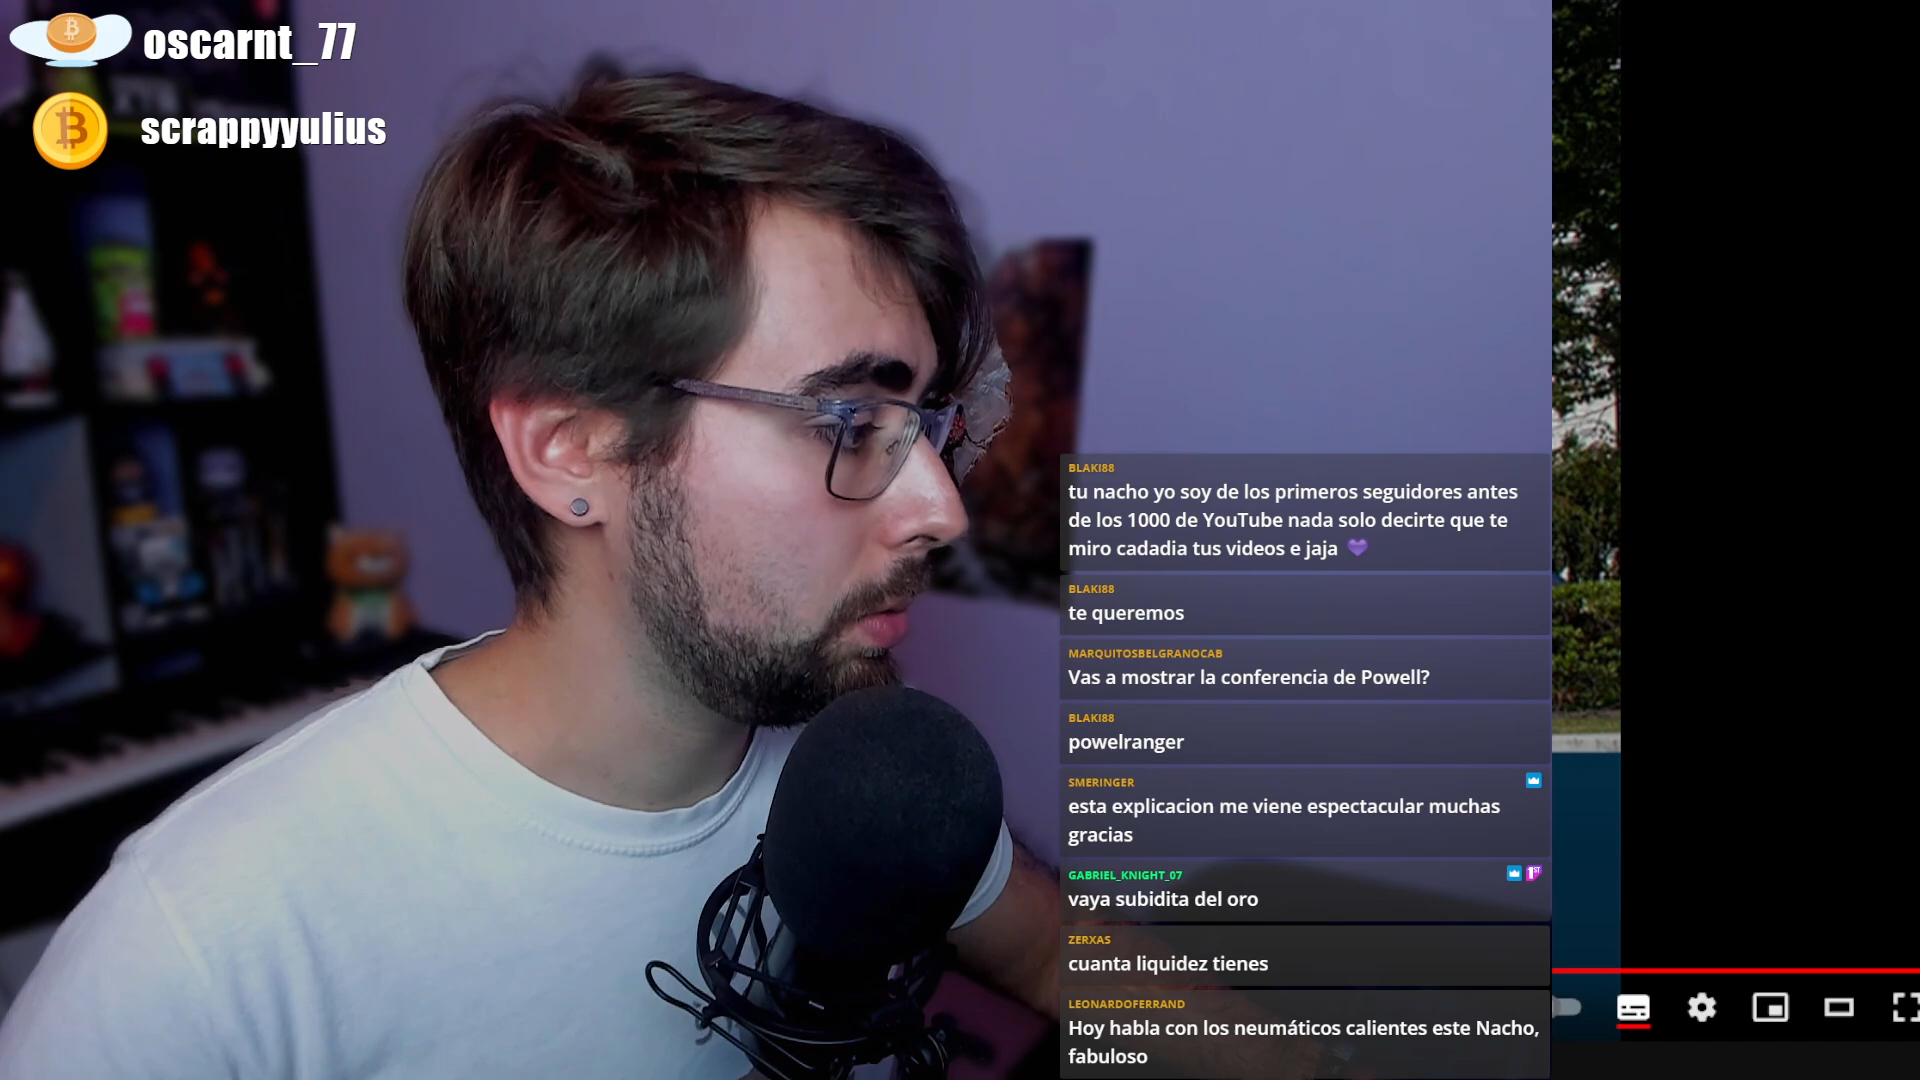 oscarnt_77
scrappyyulius
BLAKI88
tu nacho yo soy de los primeros seguidores antes
de los 1000 de YouTube nada solo decirte que te
miro cadadia tus videos e jaja 💜
BLAKI88
te queremos
MARQUITOSBELGRANOCAB
Vas a mostrar la conferencia de Powell?
BLAKI88
powelranger
SMERINGER
esta explicacion me viene espectacular muchas
gracias
GABRIEL_KNIGHT_07
1ST
vaya subidita del oro
ZERXAS
cuanta liquidez tienes
LEONARDOFERRAND
Hoy habla con los neumáticos calientes este Nacho,
fabuloso